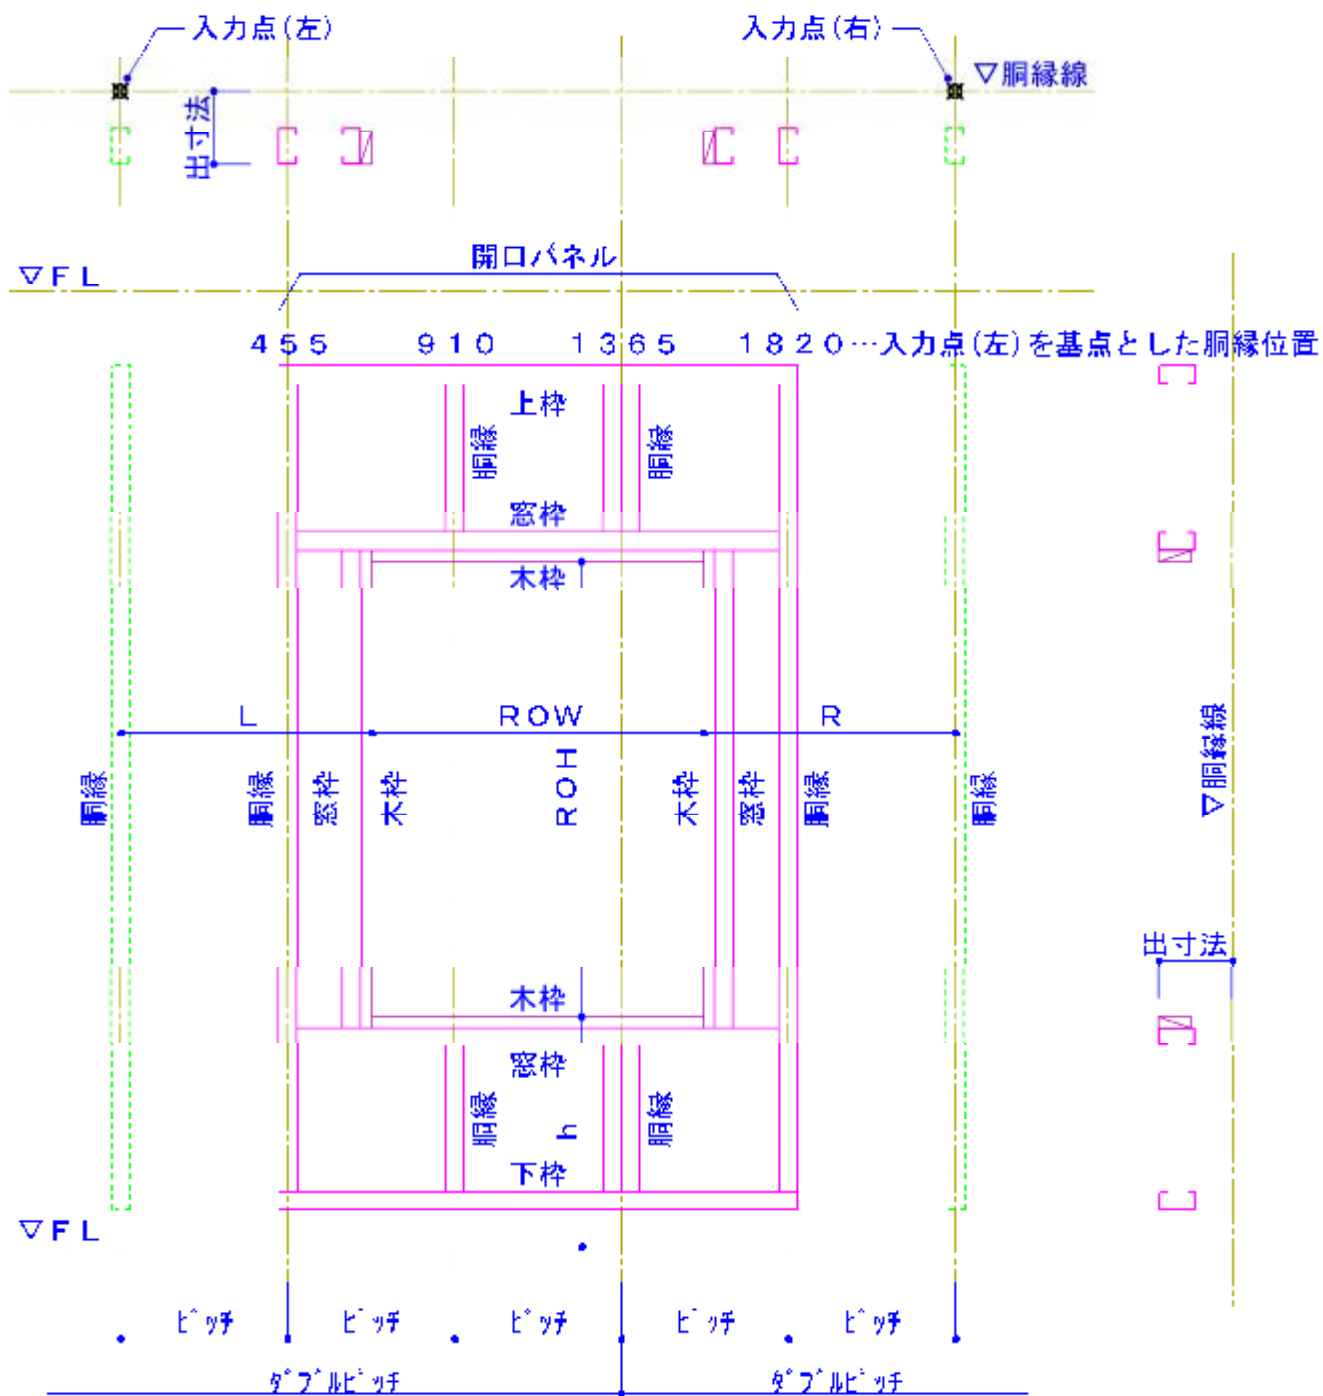 入力点(左)
入力点(右)
▽胴縁線
出寸法
開口パネル
▽FL
455 910 1365 1820…入力点(左)を基点とした胴縁位置
上枠
胴縁
胴縁
窓枠
木枠
L
ROW
R
ROH
胴縁
胴縁
窓枠
木枠
木枠
窓枠
胴縁
胴縁
▽胴縁線
出寸法
木枠
窓枠
胴縁
h
胴縁
下枠
▽FL
ピッチ ピッチ ピッチ ピッチ ピッチ
ダブルピッチ ダブルピッチ